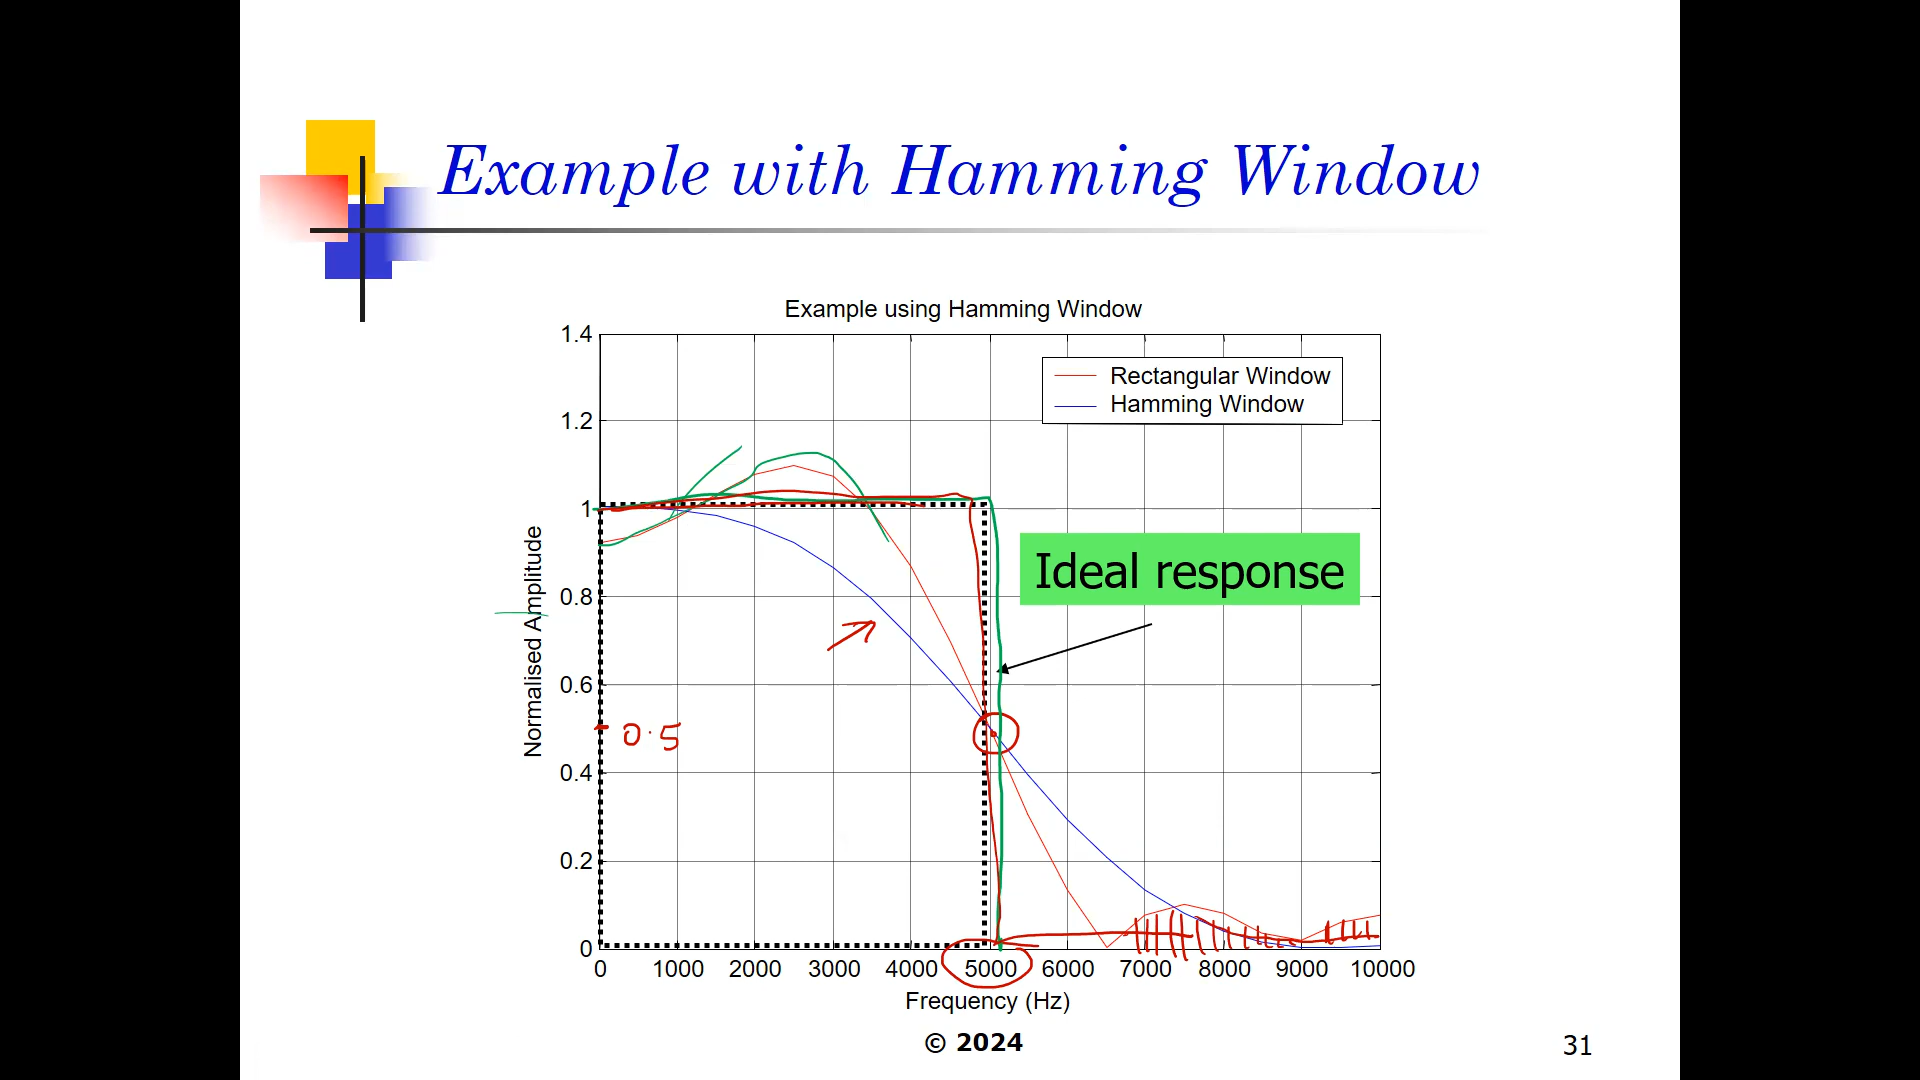 Example with Hamming Window
Example using Hamming Window
1.4
1.2
1
0.8
0.6
0.4
0.2
0
Normalised Amplitude
Rectangular Window
Hamming Window
Ideal response
0.5
0 1000 2000 3000 4000 5000 6000 7000 8000 9000 10000
Frequency (Hz)
© 2024
31